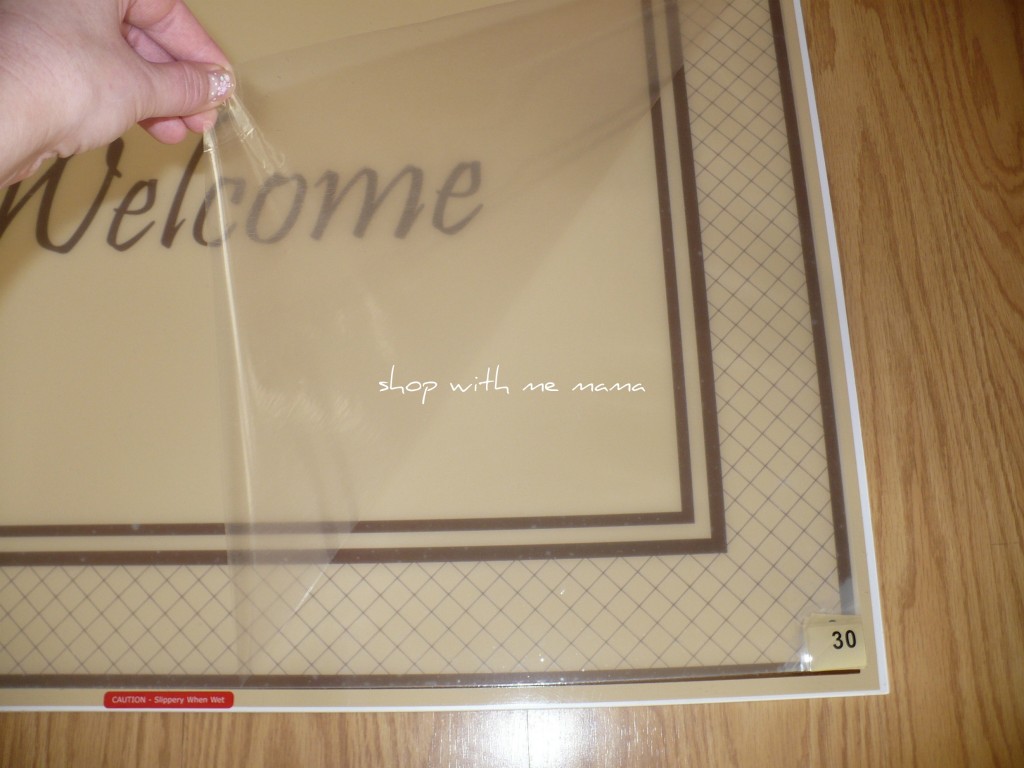 Welcome
shop with me mama
30
CAUTION - Slippery When Wet